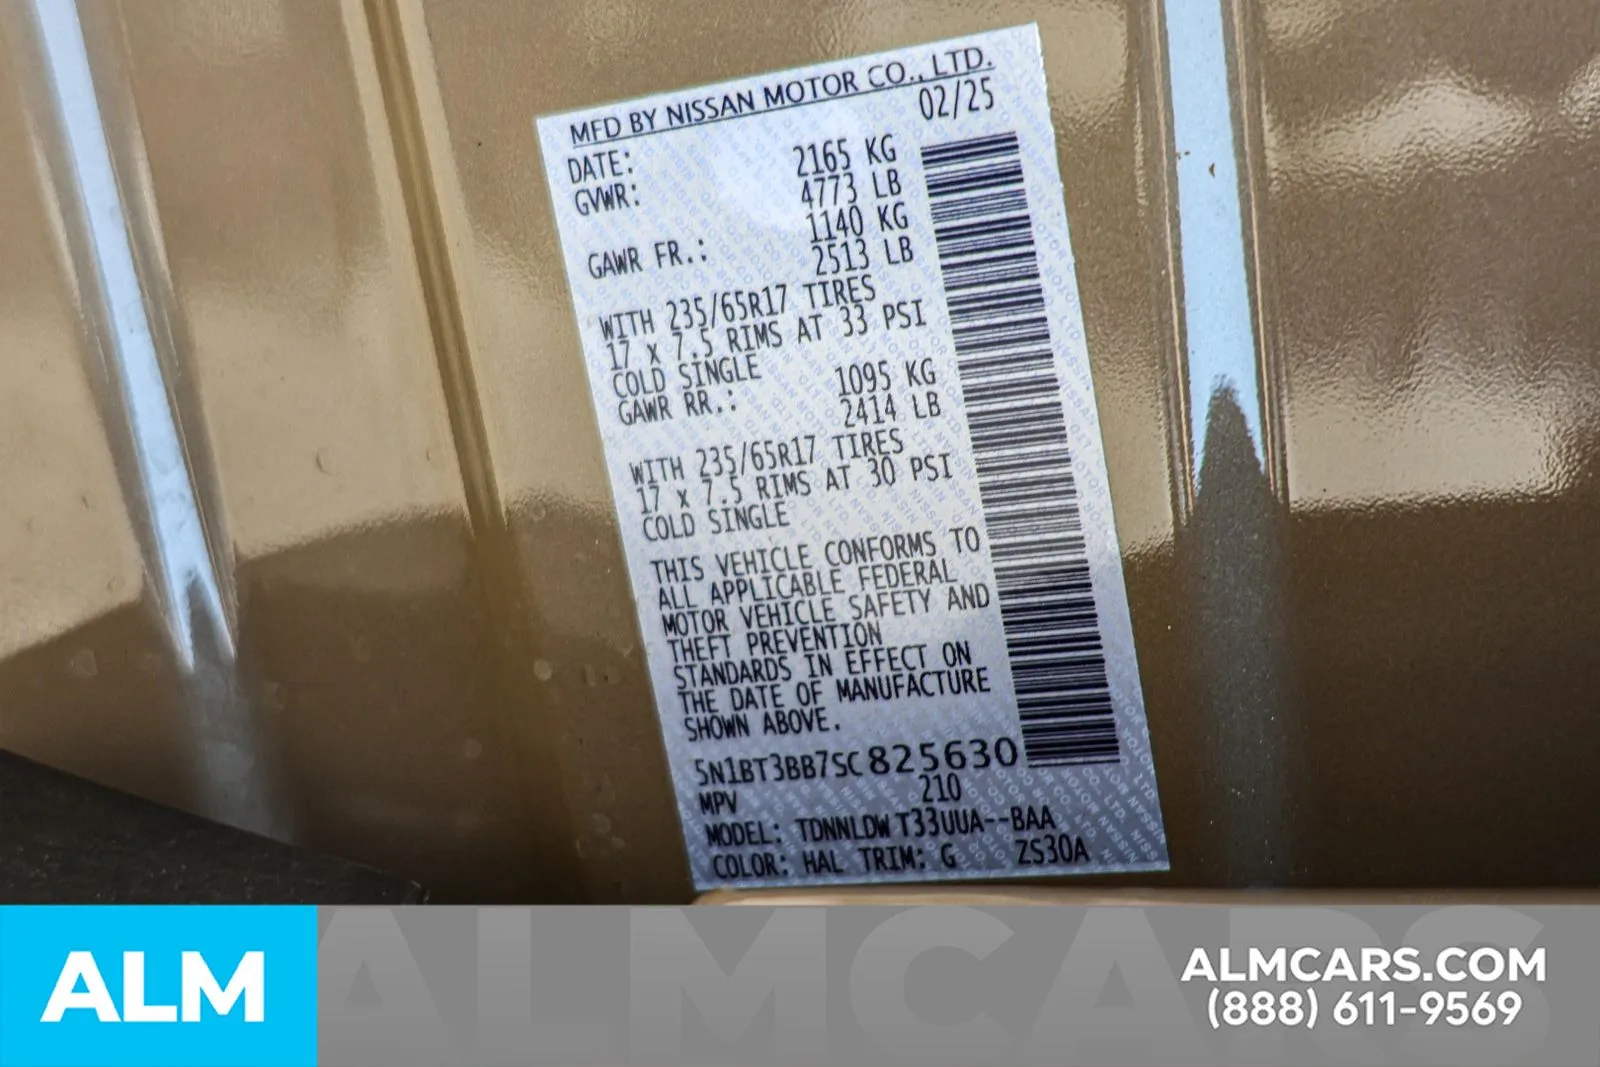 MFD BY NISSAN MOTOR CO., LTD.
DATE: 02/25
GVWR: 2165 KG
4773 LB
GAWR FR.: 1140 KG
2513 LB
WITH 235/65R17 TIRES
17 X 7.5 RIMS AT 33 PSI
COLD SINGLE
GAWR RR.: 1095 KG
2414 LB
WITH 235/65R17 TIRES
17 X 7.5 RIMS AT 30 PSI
COLD SINGLE
THIS VEHICLE CONFORMS TO
ALL APPLICABLE FEDERAL
MOTOR VEHICLE SAFETY AND
THEFT PREVENTION
STANDARDS IN EFFECT ON
THE DATE OF MANUFACTURE
SHOWN ABOVE.
5N1BT3BB7SC825630
MPV 210
MODEL: TDNNLDWT33UUA--BAA
COLOR: HAL TRIM: G ZS30A
ALM
ALMCARS
ALMCARS.COM
(888) 611-9569